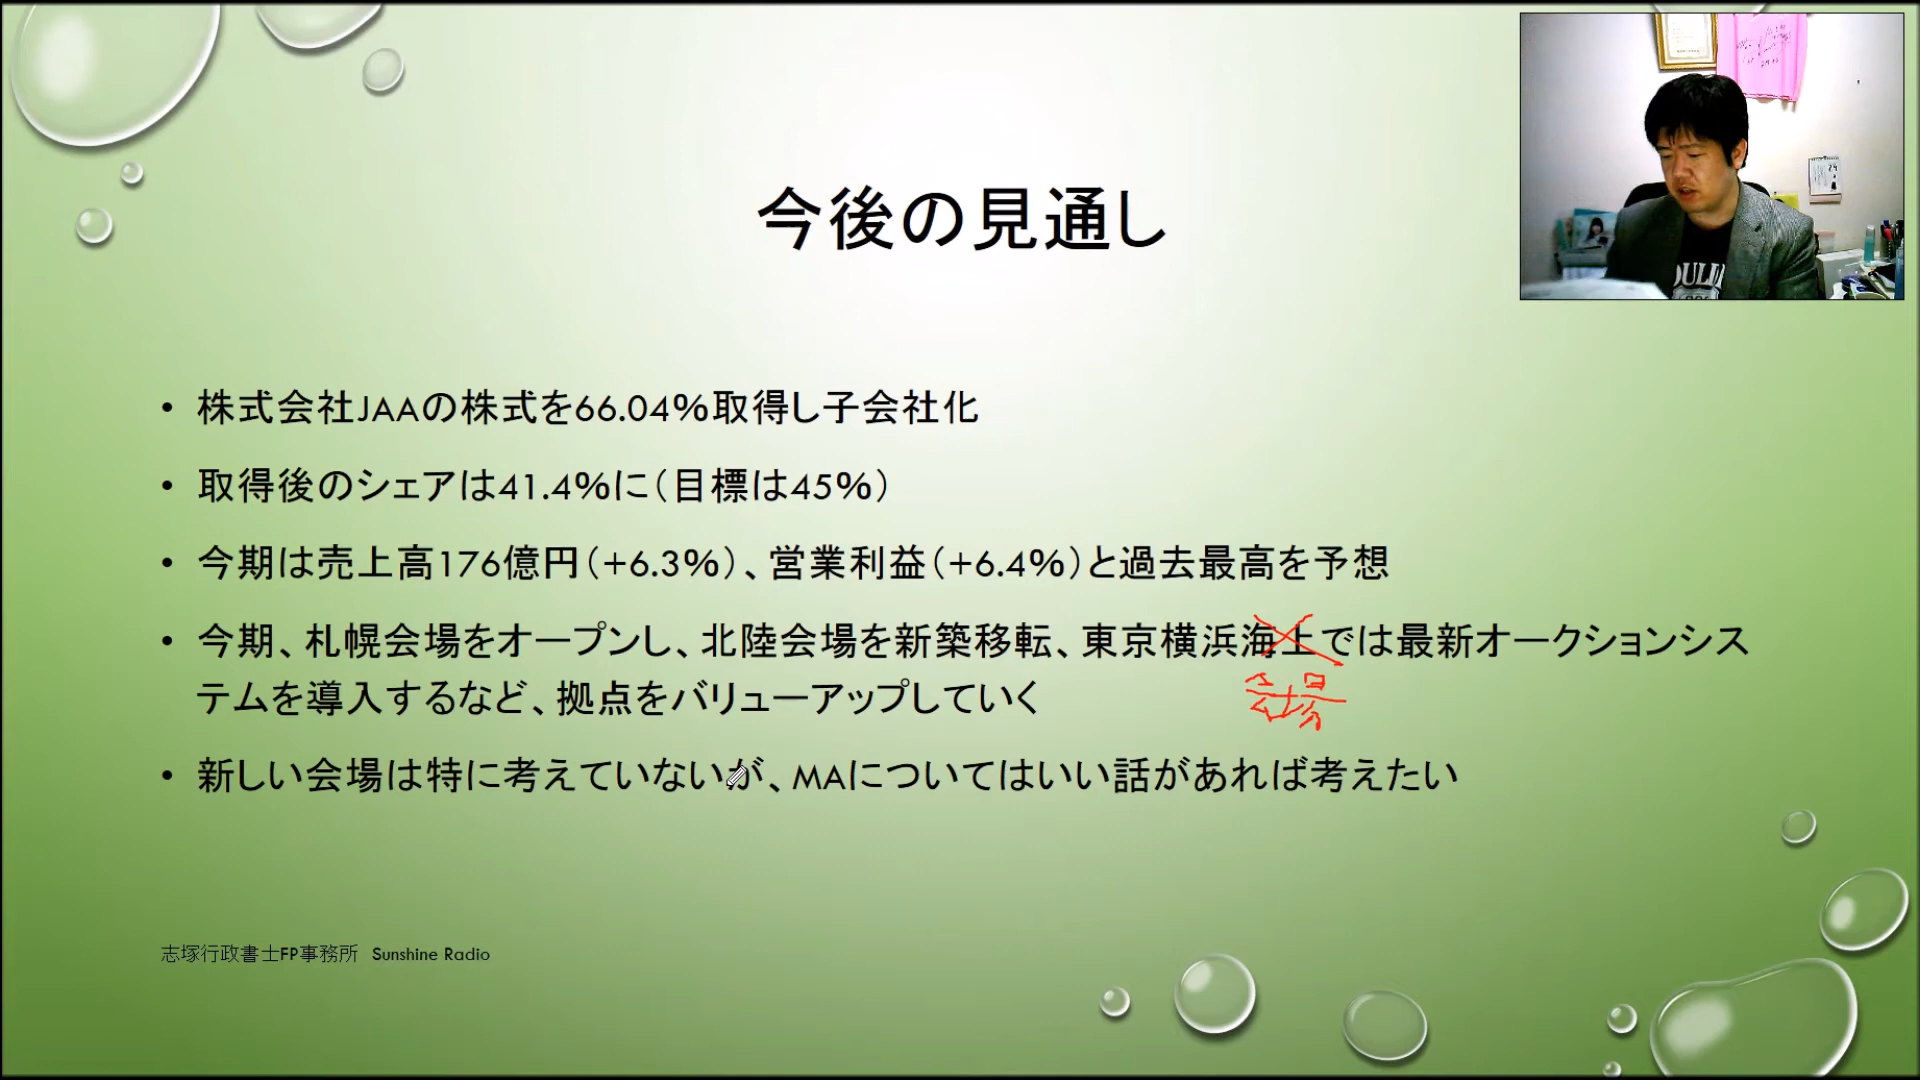 今後の見通し
• 株式会社JAAの株式を66.04%取得し子会社化
• 取得後のシェアは41.4%に（目標は45%）
• 今期は売上高176億円（+6.3%）、営業利益（+6.4%）と過去最高を予想
• 今期、札幌会場をオープンし、北陸会場を新築移転、東京横浜海上では最新オークションシス
テムを導入するなど、拠点をバリューアップしていく
会場
• 新しい会場は特に考えていないが、MAについてはいい話があれば考えたい
志塚行政書士FP事務所 Sunshine Radio